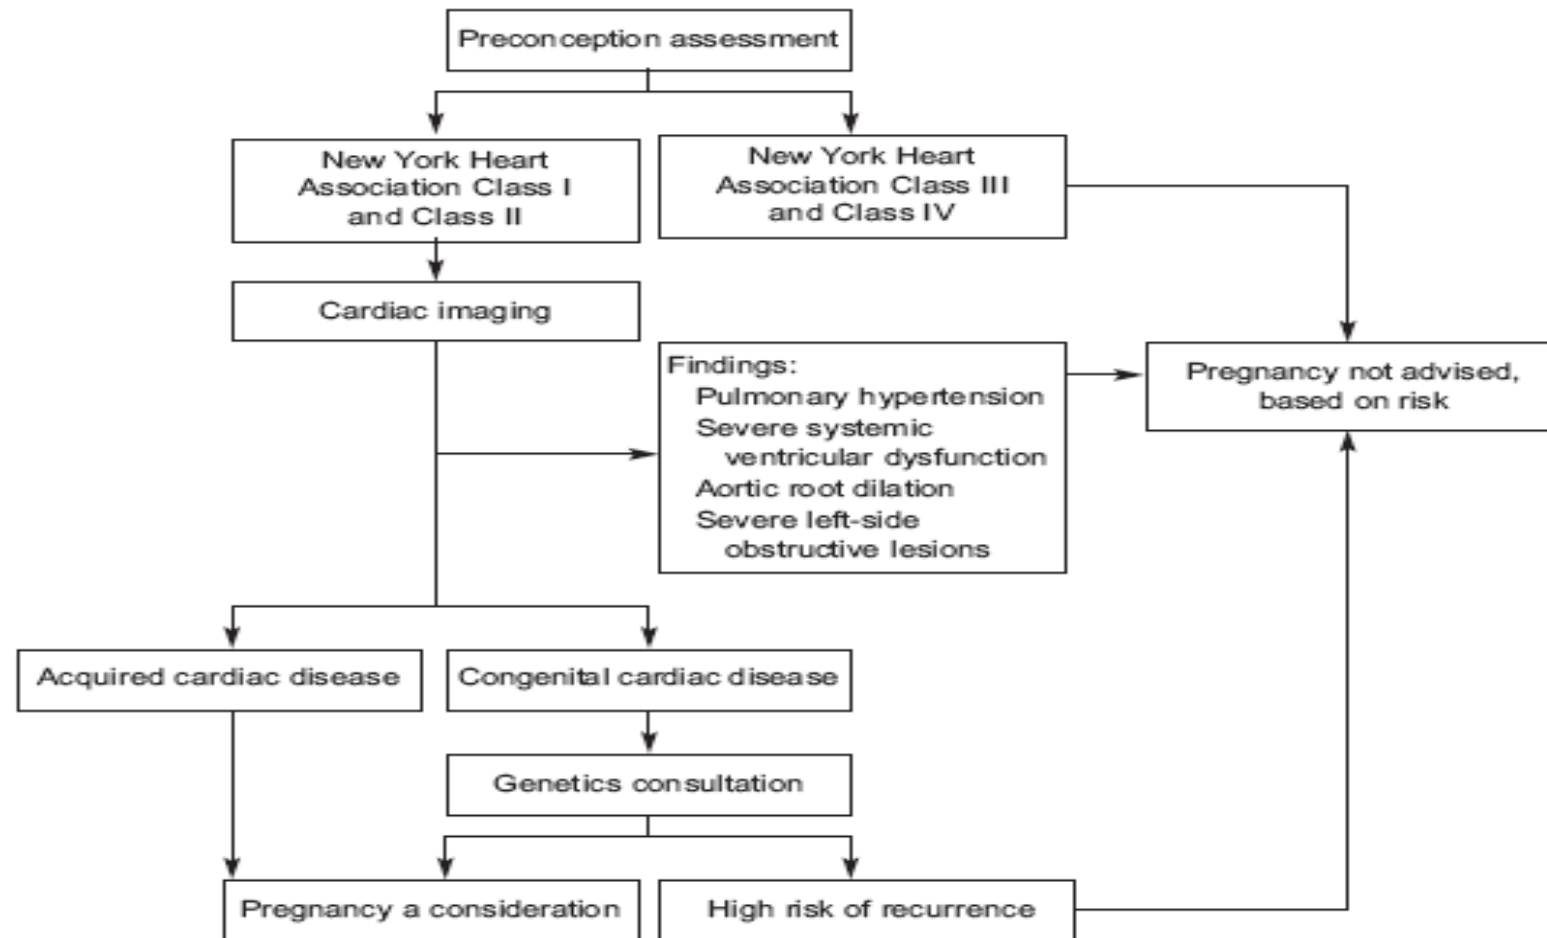 Preconception assessment
New York Heart
Association Class I
and Class II
New York Heart
Association Class III
and Class IV
Cardiac imaging
Findings:
Pulmonary hypertension
Severe systemic
ventricular dysfunction
Aortic root dilation
Severe left-side
obstructive lesions
Pregnancy not advised,
based on risk
Acquired cardiac disease
Congenital cardiac disease
Genetics consultation
Pregnancy a consideration
High risk of recurrence